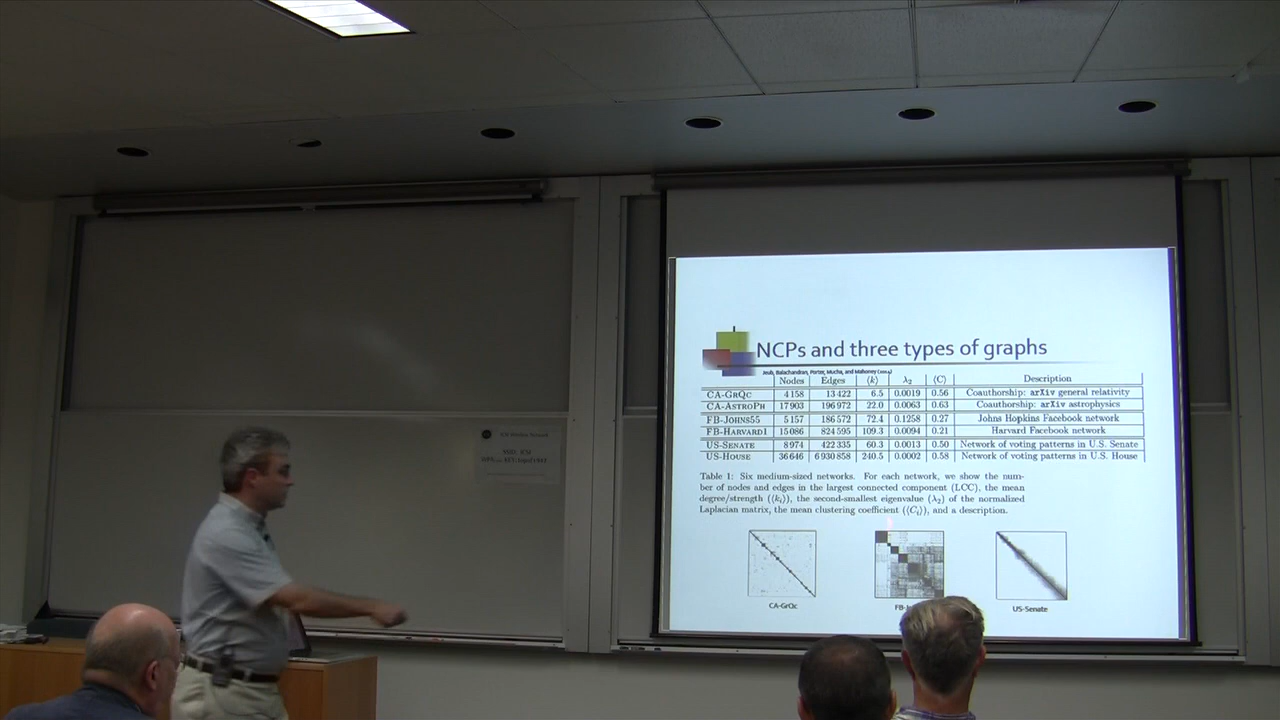 NCPs and three types of graphs
Jeub, Balachandran, Porter, Mucha, and Mahoney
Nodes Edges ⟨k⟩ λ2 ⟨C⟩ Description
CA-GrQc 4 158 13 422 6.5 0.0019 0.56 Coauthorship: arXiv general relativity
CA-AstroPh 17 903 196 972 22.0 0.0063 0.63 Coauthorship: arXiv astrophysics
FB-Johns55 5 157 186 572 72.4 0.1258 0.27 Johns Hopkins Facebook network
FB-Harvard1 15 086 824 595 109.3 0.0094 0.21 Harvard Facebook network
US-Senate 8 974 422 335 60.3 0.0013 0.50 Network of voting patterns in U.S. Senate
US-House 36 646 6 930 858 240.5 0.0002 0.58 Network of voting patterns in U.S. House
Table 1: Six medium-sized networks. For each network, we show the num-
ber of nodes and edges in the largest connected component (LCC), the mean
degree/strength (⟨ki⟩), the second-smallest eigenvalue (λ2) of the normalized
Laplacian matrix, the mean clustering coefficient (⟨Ci⟩), and a description.
CA-GrQc
US-Senate